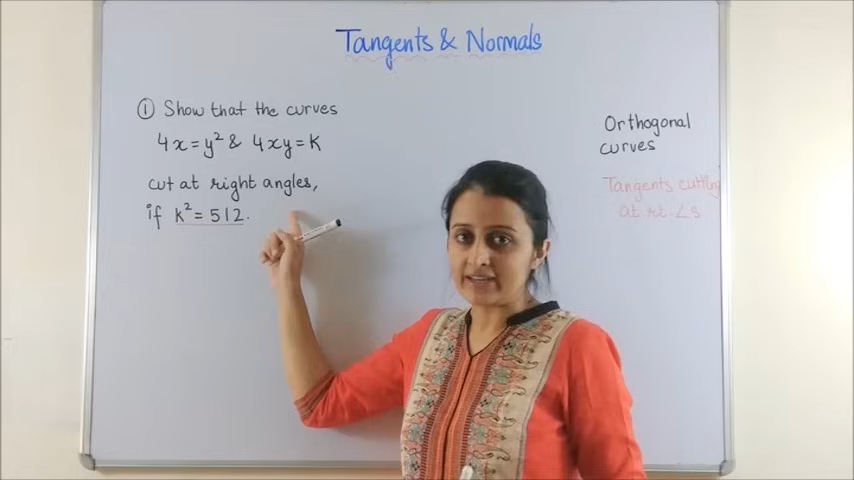 Tangents & Normals
① Show that the curves
4x = y² & 4xy = K
cut at right angles,
if k² = 512.
Orthogonal
curves
Tangents cutting
at rt. ∠s